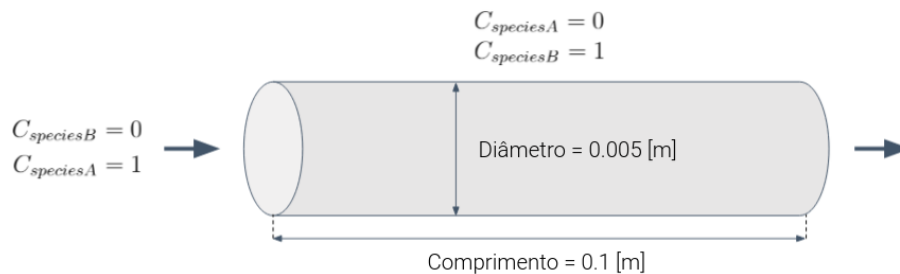 C_{speciesA} = 0
C_{speciesB} = 1
C_{speciesB} = 0
C_{speciesA} = 1
Diâmetro = 0.005 [m]
Comprimento = 0.1 [m]